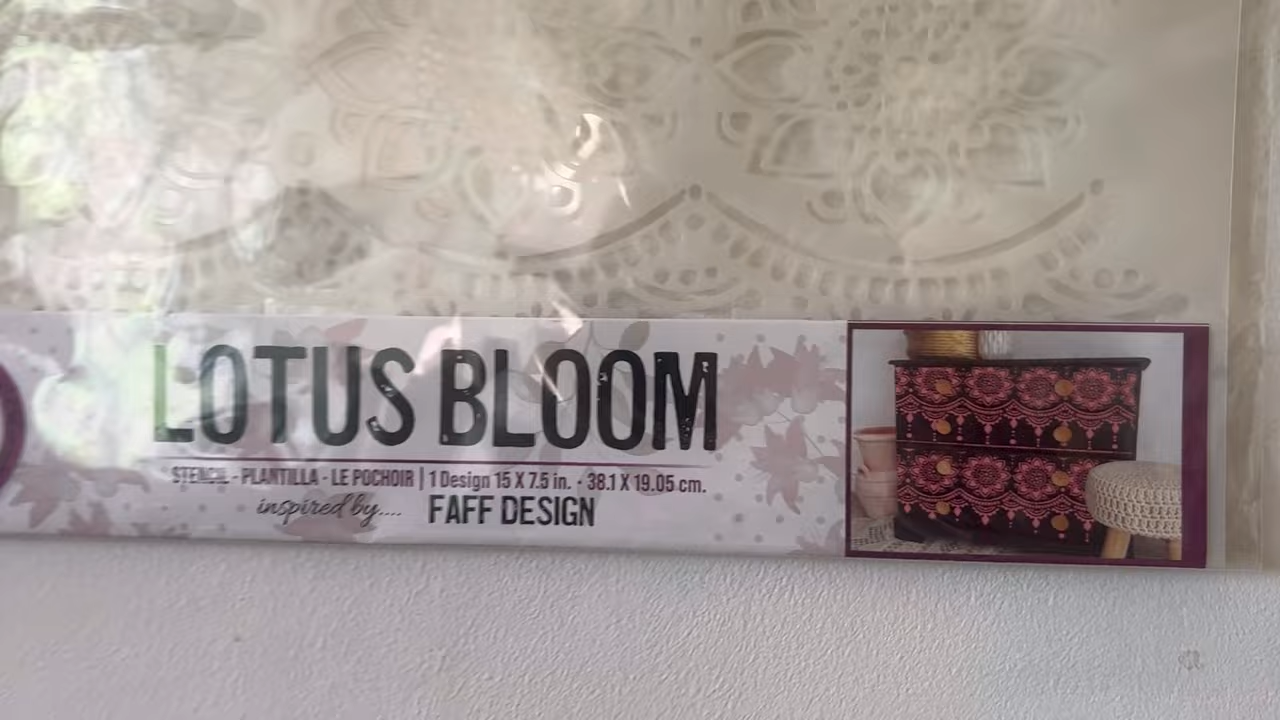 LOTUS BLOOM
STENCIL - PLANTILLA - LE POCHOIR | 1 Design 15 X 7.5 in. - 38.1 X 19.05 cm.
inspired by.... FAFF DESIGN